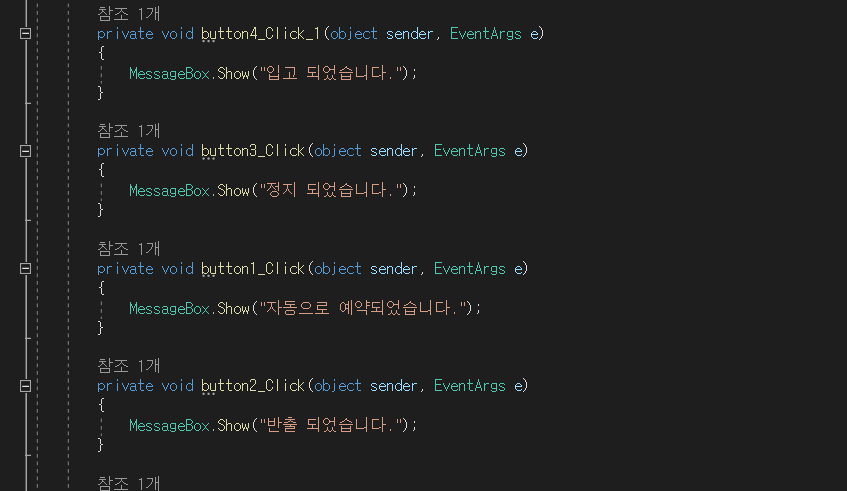 참조 1개
private void button4_Click_1(object sender, EventArgs e)
{
MessageBox.Show("입고 되었습니다.");
}
참조 1개
private void button3_Click(object sender, EventArgs e)
{
MessageBox.Show("정지 되었습니다.");
}
참조 1개
private void button1_Click(object sender, EventArgs e)
{
MessageBox.Show("자동으로 예약되었습니다.");
}
참조 1개
private void button2_Click(object sender, EventArgs e)
{
MessageBox.Show("반출 되었습니다.");
}
참조 1개